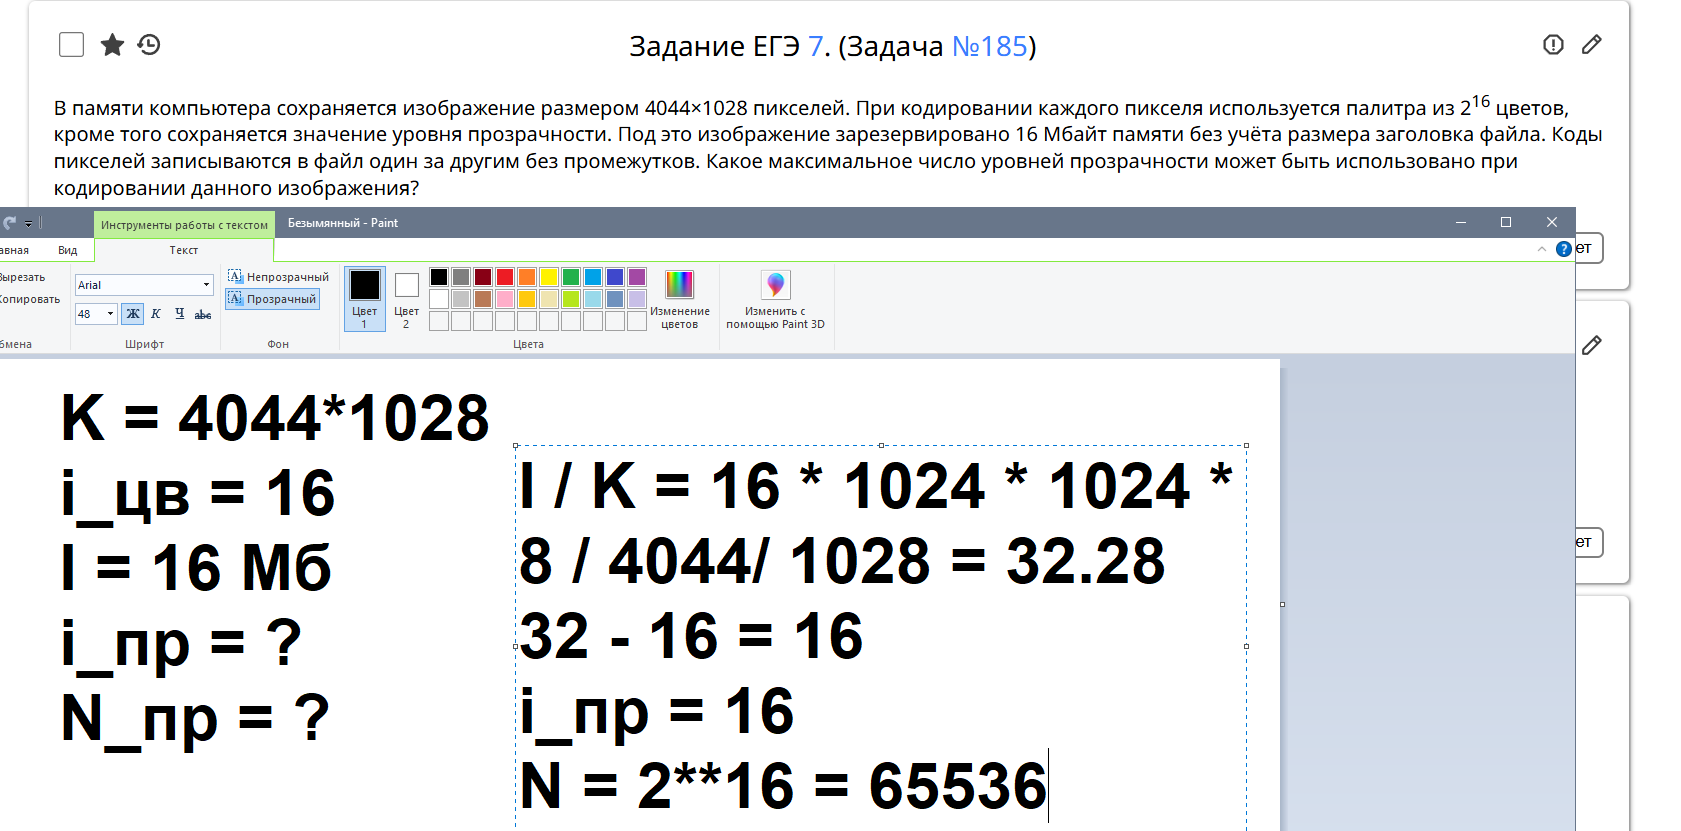 Задание ЕГЭ 7. (Задача №185)
В памяти компьютера сохраняется изображение размером 4044×1028 пикселей. При кодировании каждого пикселя используется палитра из 2^16 цветов,
кроме того сохраняется значение уровня прозрачности. Под это изображение зарезервировано 16 Мбайт памяти без учёта размера заголовка файла. Коды
пикселей записываются в файл один за другим без промежутков. Какое максимальное число уровней прозрачности может быть использовано при
кодировании данного изображения?
Инструменты работы с текстом
Безымянный - Paint
авная Вид Текст
ет
ырезать
опировать
бмена
Arial
48 Ж К Ч abc
Шрифт
Непрозрачный
Прозрачный
Фон
Цвет
1
Цвет
2
Изменение
цветов
Цвета
Изменить с
помощью Paint 3D
K = 4044*1028
i_цв = 16
I = 16 Мб
i_пр = ?
N_пр = ?
I / K = 16 * 1024 * 1024 *
8 / 4044/ 1028 = 32.28
32 - 16 = 16
i_пр = 16
N = 2**16 = 65536
ет